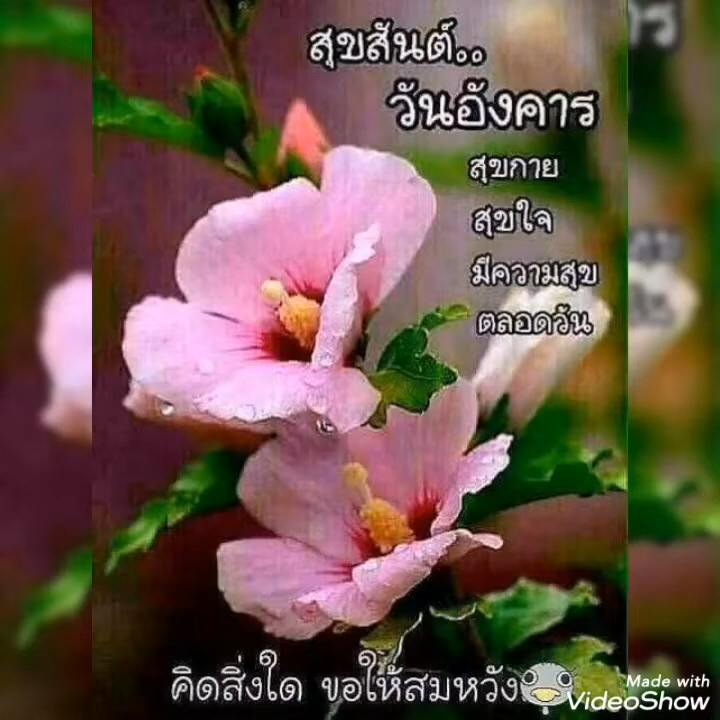 สุขสันต์..
วันอังคาร
สุขกาย
สุขใจ
มีความสุข
ตลอดวัน
คิดสิ่งใด ขอให้สมหวัง
Made with
VideoShow